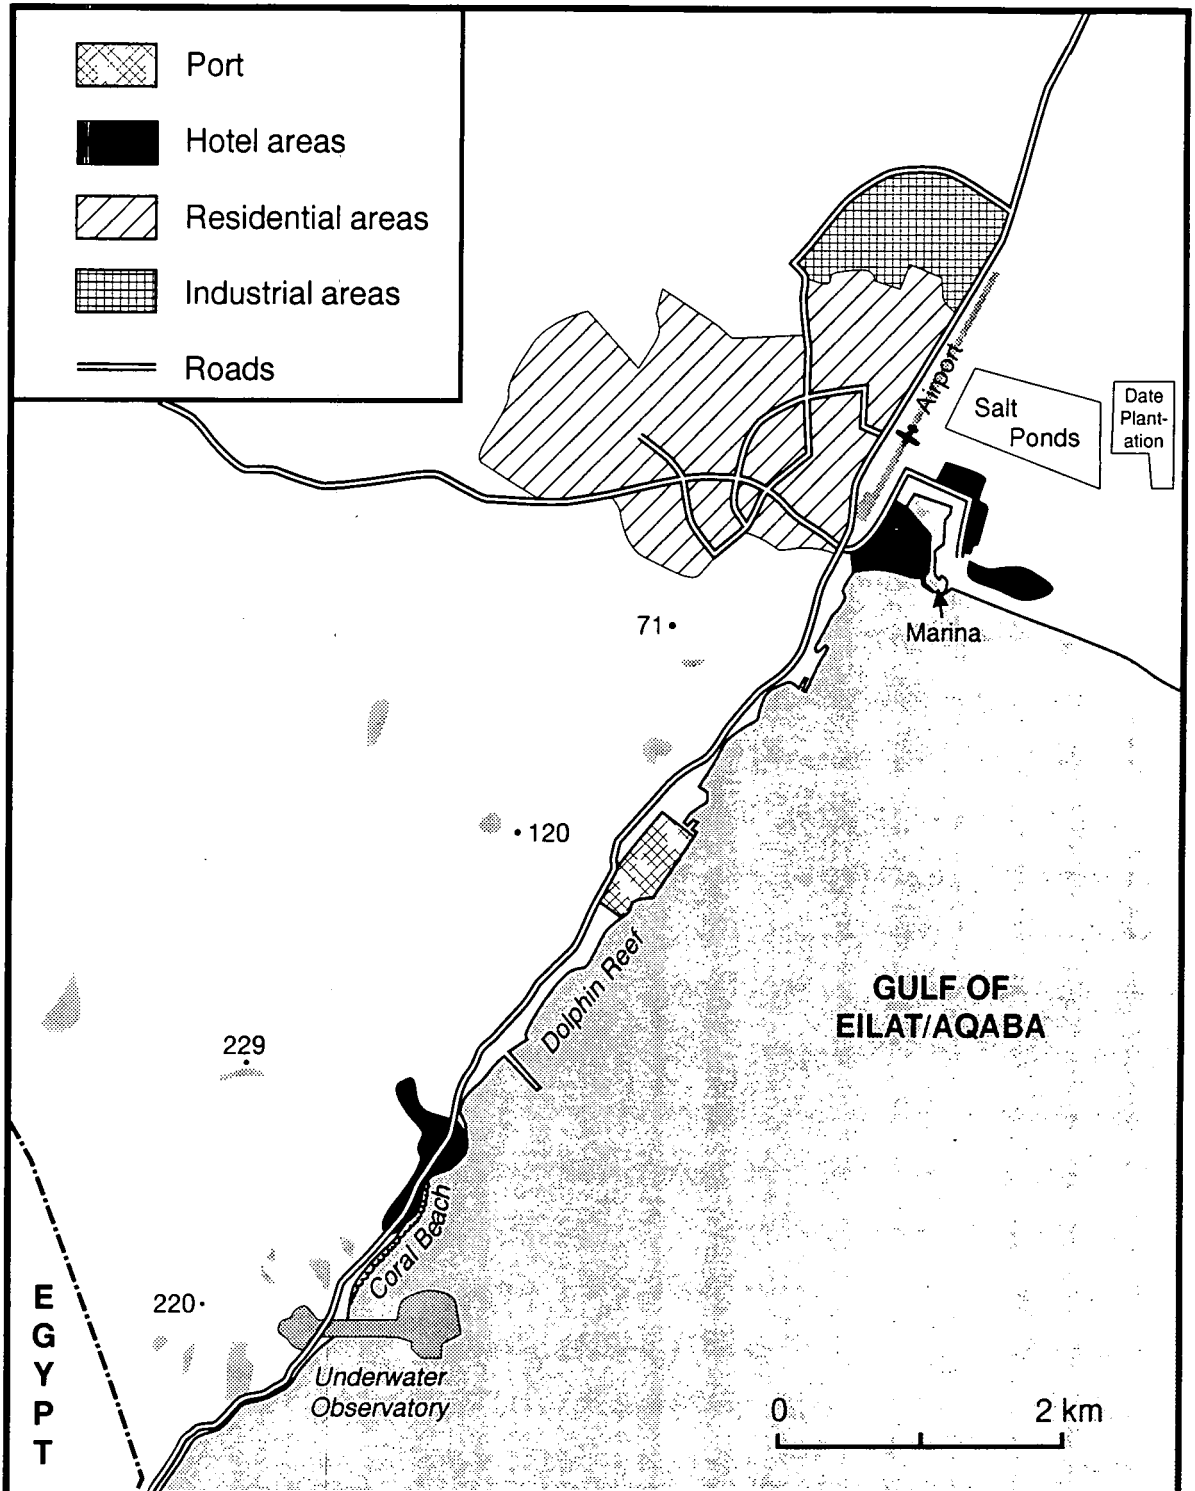 Port
Hotel areas
Residential areas
Industrial areas
Roads
Airport
Salt
Ponds
Date
Plant-
ation
Marina
71
120
Dolphin Reef
GULF OF
EILAT/AQABA
229
Coral Beach
220
EGYPT
Underwater
Observatory
0
2 km